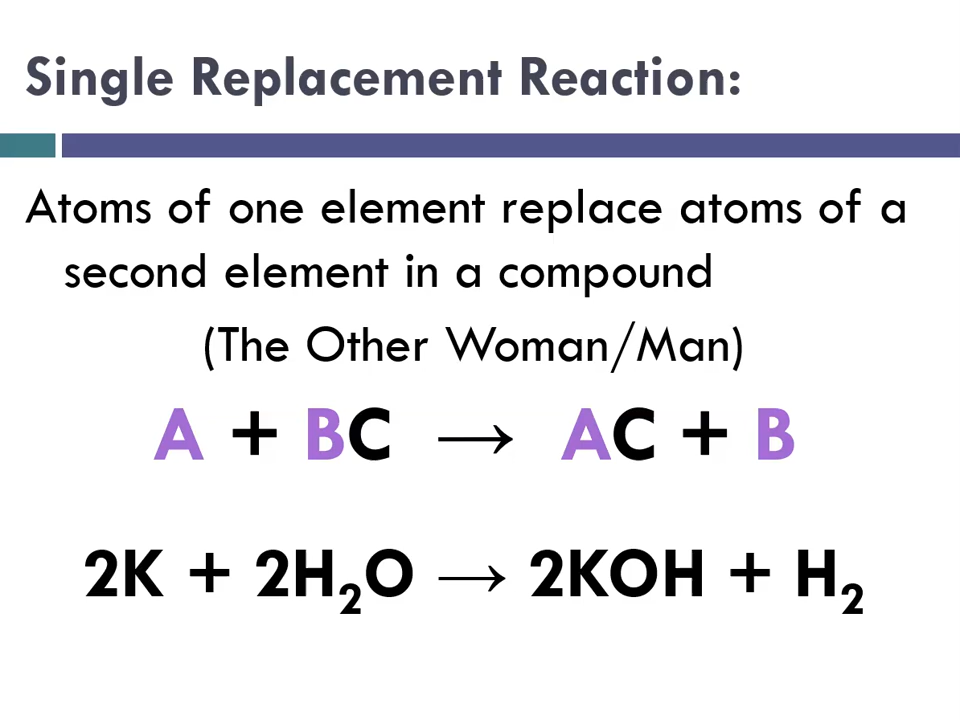 Single Replacement Reaction:
Atoms of one element replace atoms of a
second element in a compound
(The Other Woman/Man)
A + BC → AC + B
2K + 2H₂O → 2KOH + H₂